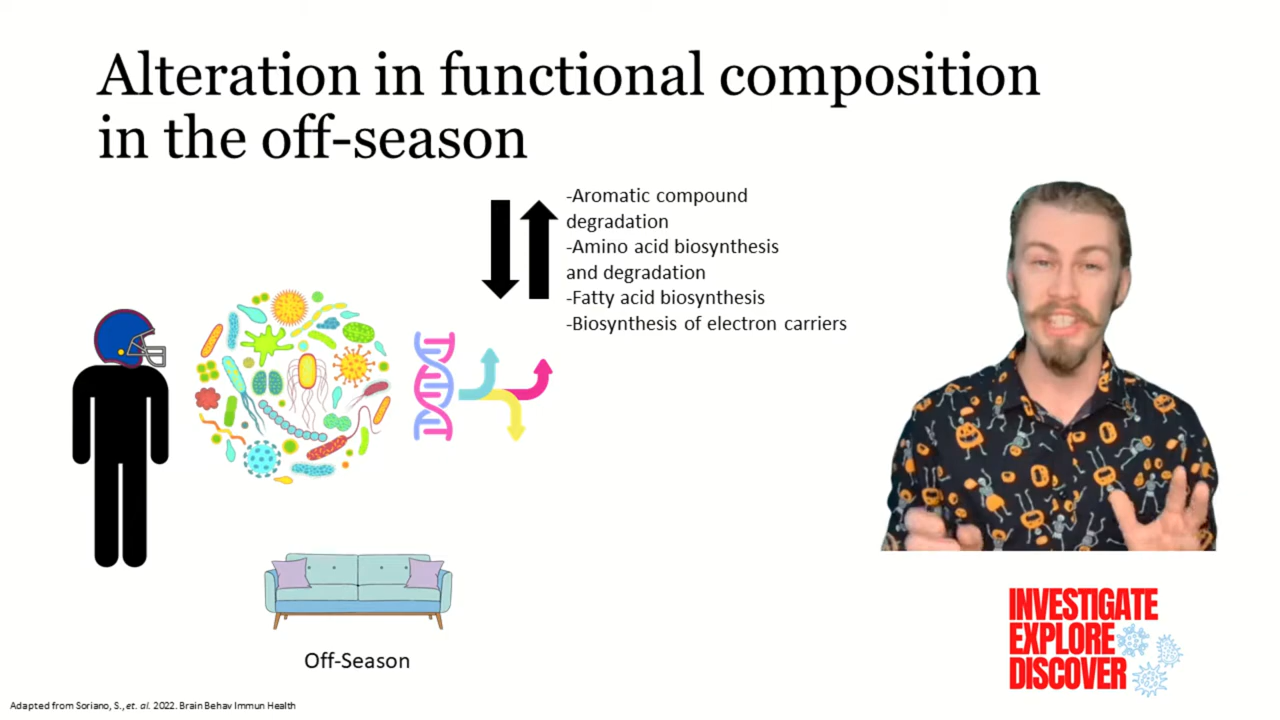 Alteration in functional composition
in the off-season
-Aromatic compound
degradation
-Amino acid biosynthesis
and degradation
-Fatty acid biosynthesis
-Biosynthesis of electron carriers
Off-Season
INVESTIGATE
EXPLORE
DISCOVER
Adapted from Soriano, S., et. al. 2022. Brain Behav Immun Health